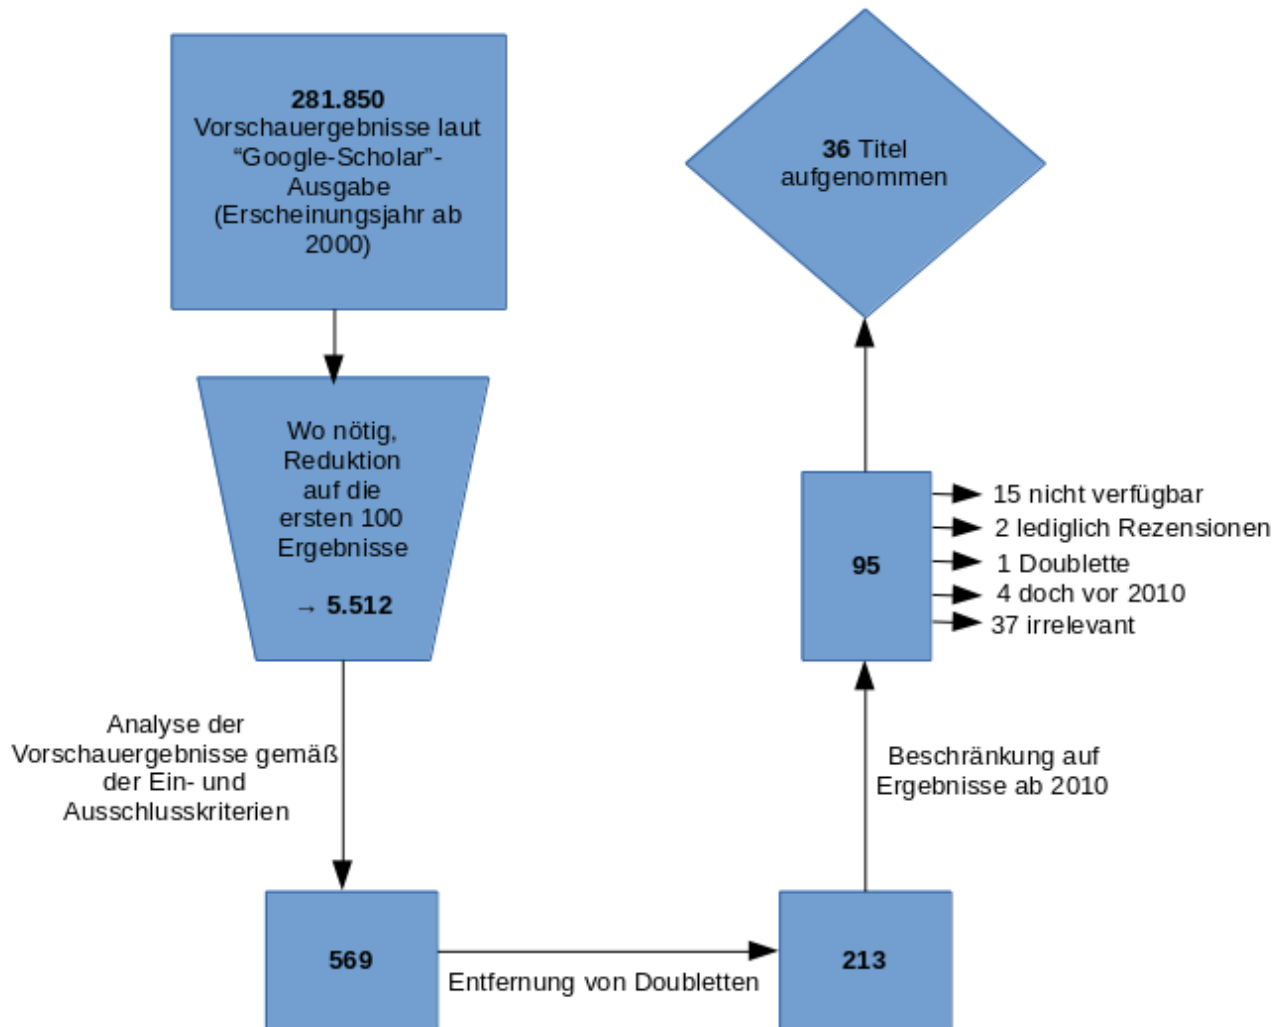 281.850
Vorschauergebnisse laut
“Google-Scholar”-
Ausgabe
(Erscheinungsjahr ab
2000)
Wo nötig,
Reduktion
auf die
ersten 100
Ergebnisse
→ 5.512
Analyse der
Vorschauergebnisse gemäß
der Ein- und
Ausschlusskriterien
569
Entfernung von Doubletten
213
Beschränkung auf
Ergebnisse ab 2010
95
15 nicht verfügbar
2 lediglich Rezensionen
1 Doublette
4 doch vor 2010
37 irrelevant
36 Titel
aufgenommen